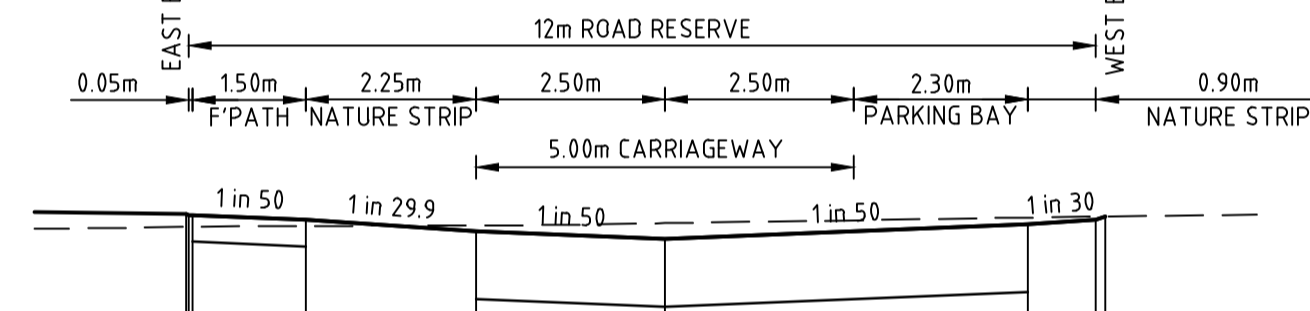 12m ROAD RESERVE
EAST
WEST
0.05m 1.50m 2.25m 2.50m 2.50m 2.30m 0.90m
F'PATH NATURE STRIP PARKING BAY NATURE STRIP
5.00m CARRIAGEWAY
1 in 50 1 in 29.9 1 in 50 1 in 50 1 in 30